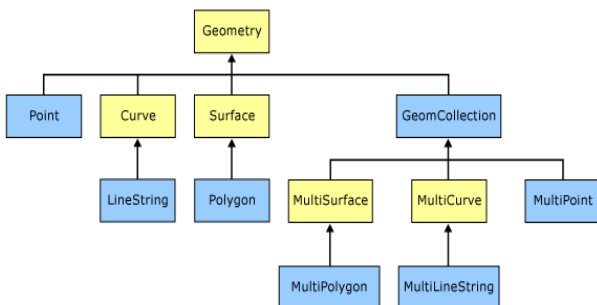 Geometry
Point Curve Surface GeomCollection
LineString Polygon MultiSurface MultiCurve MultiPoint
MultiPolygon MultiLineString